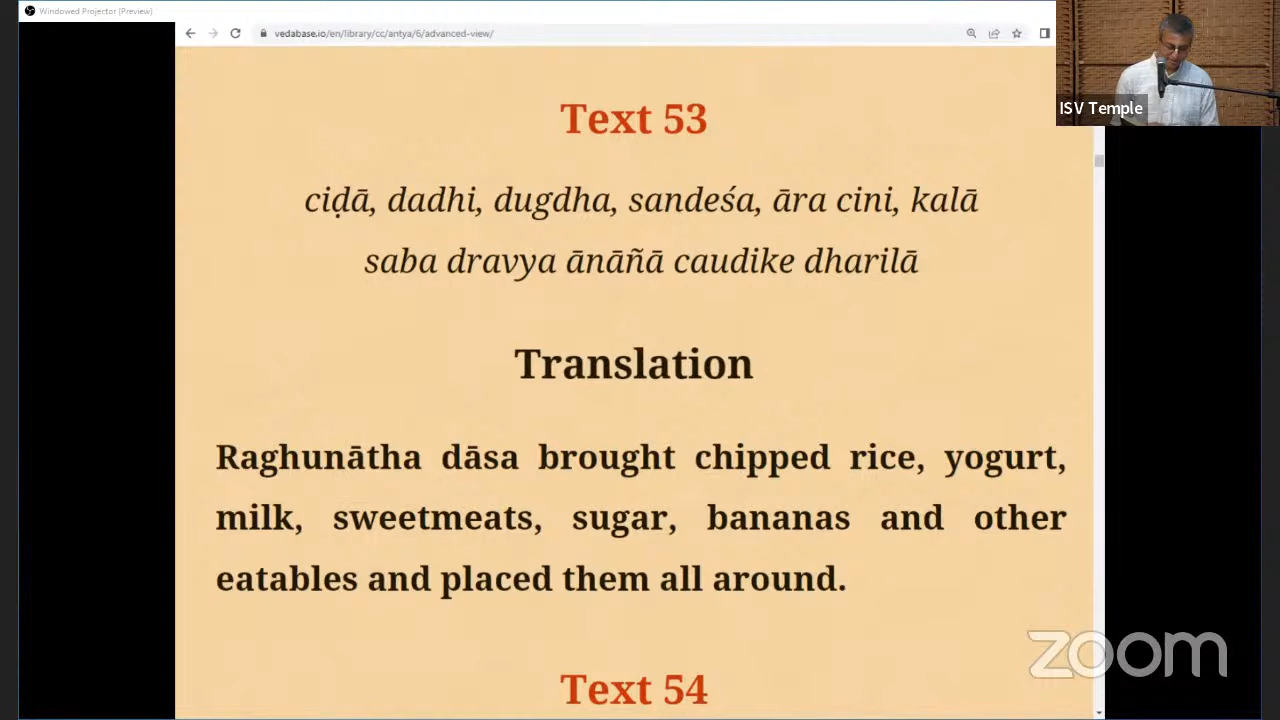 Windowed Projector [Preview]
vedabase.io/en/library/cc/antya/6/advanced-view/
ISV Temple
Text 53
ciḍā, dadhi, dugdha, sandeśa, āra cini, kalā
saba dravya ānāñā caudike dharilā
Translation
Raghunātha dāsa brought chipped rice, yogurt,
milk, sweetmeats, sugar, bananas and other
eatables and placed them all around.
zoom
Text 54